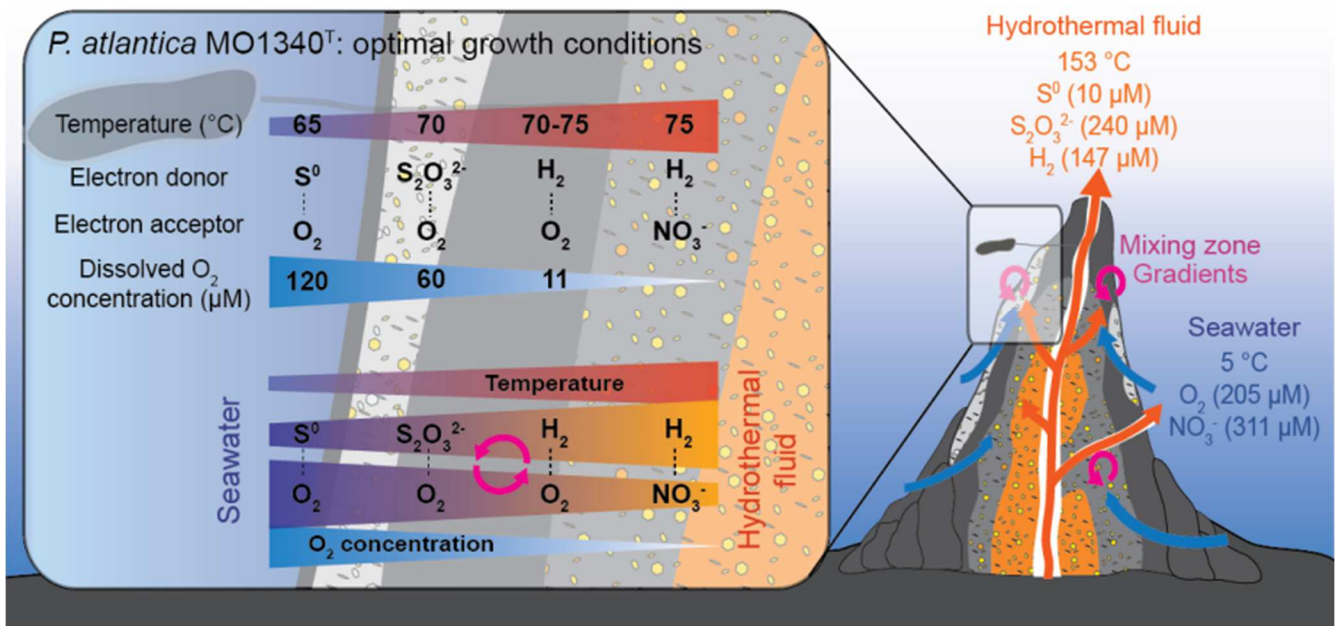 P. atlantica MO1340ᵀ: optimal growth conditions
Temperature (°C) 65 70 70-75 75
Electron donor S⁰ S₂O₃²⁻ H₂ H₂
Electron acceptor O₂ O₂ O₂ NO₃⁻
Dissolved O₂
concentration (µM) 120 60 11
Temperature
Seawater
S⁰ S₂O₃²⁻ H₂ H₂
O₂ O₂ O₂ NO₃⁻
O₂ concentration
Hydrothermal
fluid
Hydrothermal fluid
153 °C
S⁰ (10 µM)
S₂O₃²⁻ (240 µM)
H₂ (147 µM)
Mixing zone
Gradients
Seawater
5 °C
O₂ (205 µM)
NO₃⁻ (311 µM)